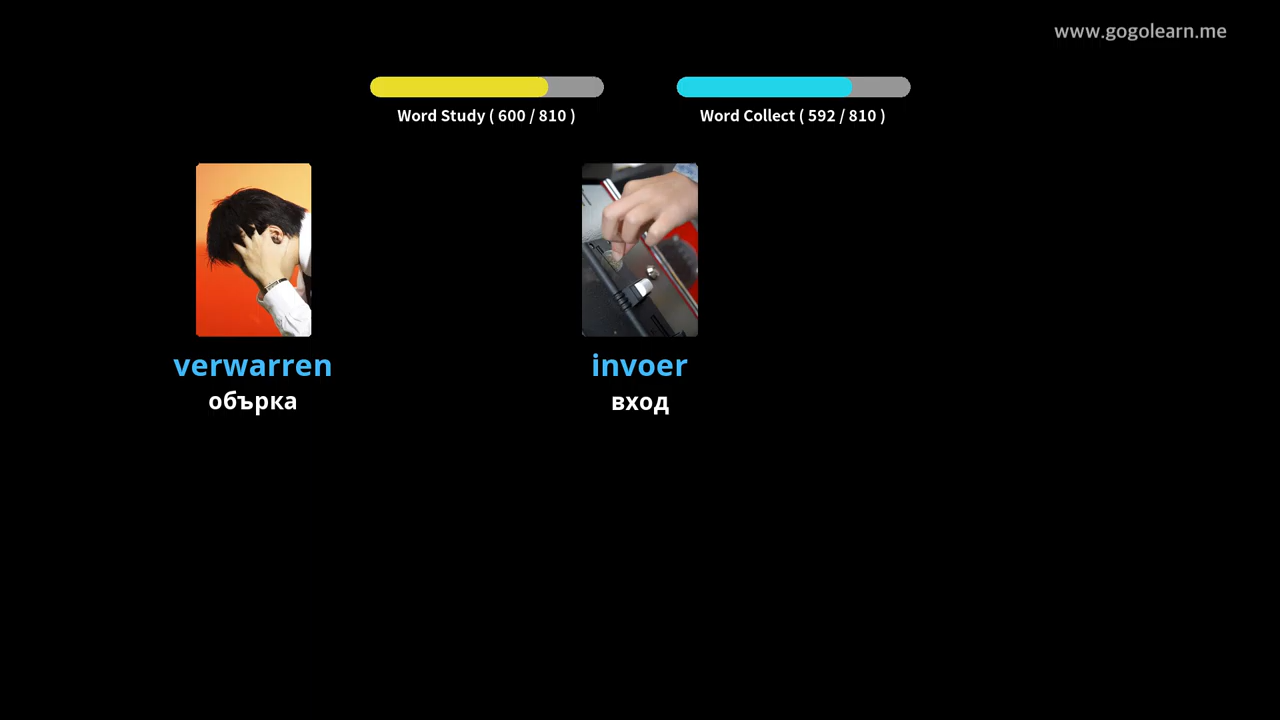 www.gogolearn.me
Word Study ( 600 / 810 )
Word Collect ( 592 / 810 )
verwarren
обърка
invoer
вход